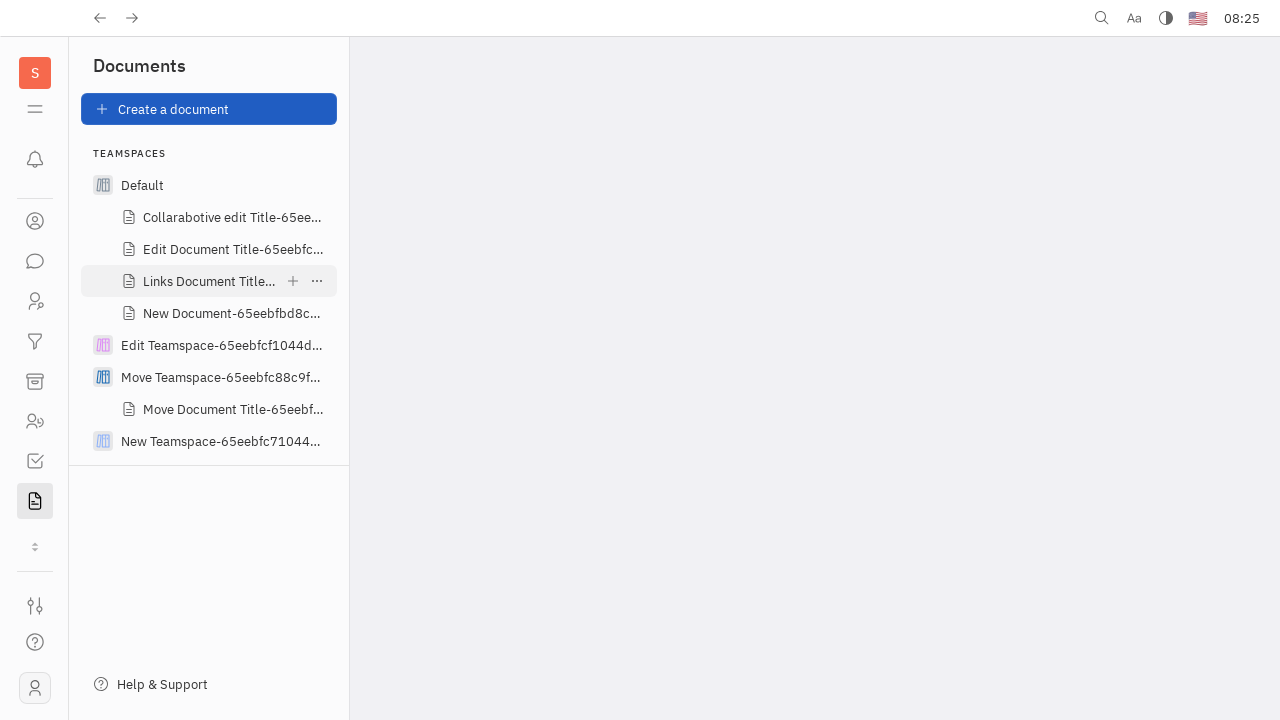 Aa
08:25
S
Documents
Create a document
TEAMSPACES
Default
Collarabotive edit Title-65ee...
Edit Document Title-65eebfc...
Links Document Title...
New Document-65eebfbd8c...
Edit Teamspace-65eebfcf1044d...
Move Teamspace-65eebfc88c9f...
Move Document Title-65eebf...
New Teamspace-65eebfc71044...
Help & Support